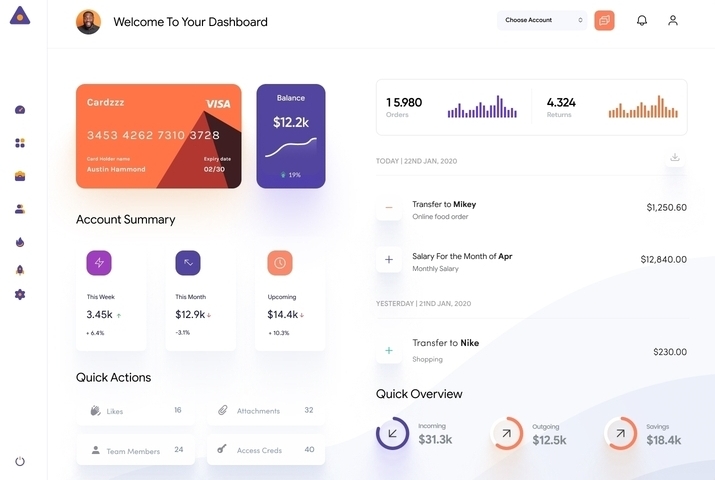 Welcome To Your Dashboard
Choose Account
Cardzzz
VISA
3453 4262 7310 3728
Card Holder name
Expiry date
Austin Hammond
02/30
Balance
$12.2k
19%
15.980
Orders
4.324
Returns
TODAY | 22ND JAN, 2020
Transfer to Mikey
Online food order
$1,250.60
Salary For the Month of Apr
Monthly Salary
$12,840.00
YESTERDAY | 21ND JAN, 2020
Transfer to Nike
Shopping
$230.00
Account Summary
This Week
3.45k
+ 6.4%
This Month
$12.9k
-3.1%
Upcoming
$14.4k
+ 10.3%
Quick Actions
Likes 16
Attachments 32
Team Members 24
Access Creds 40
Quick Overview
Incoming
$31.3k
Outgoing
$12.5k
Savings
$18.4k